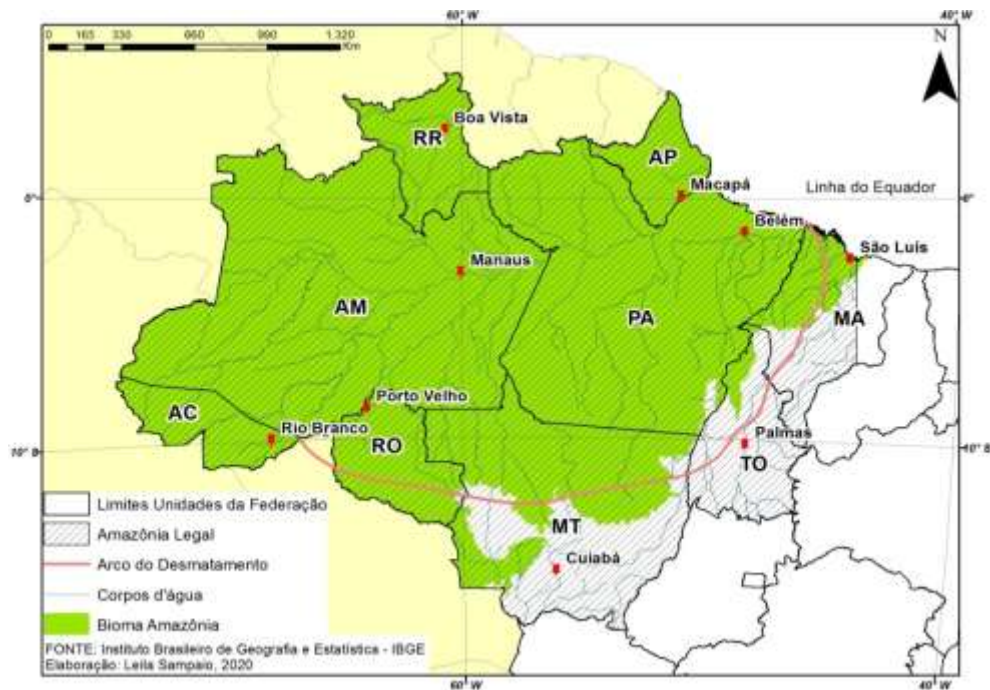 60° W
40° W
0 165 330 660 990 1.320
Km
N
Boa Vista
RR
AP
Macapá
Linha do Equador
0°
0°
Belém
São Luís
Manaus
AM
PA
MA
Pôrto Velho
AC
Rio Branco
RO
Palmas
TO
10° S
10° S
MT
Cuiabá
Limites Unidades da Federação
Amazônia Legal
Arco do Desmatamento
Corpos d'água
Bioma Amazônia
FONTE: Instituto Brasileiro de Geografia e Estatística - IBGE
Elaboração: Leila Sampaio, 2020
60° W
40° W